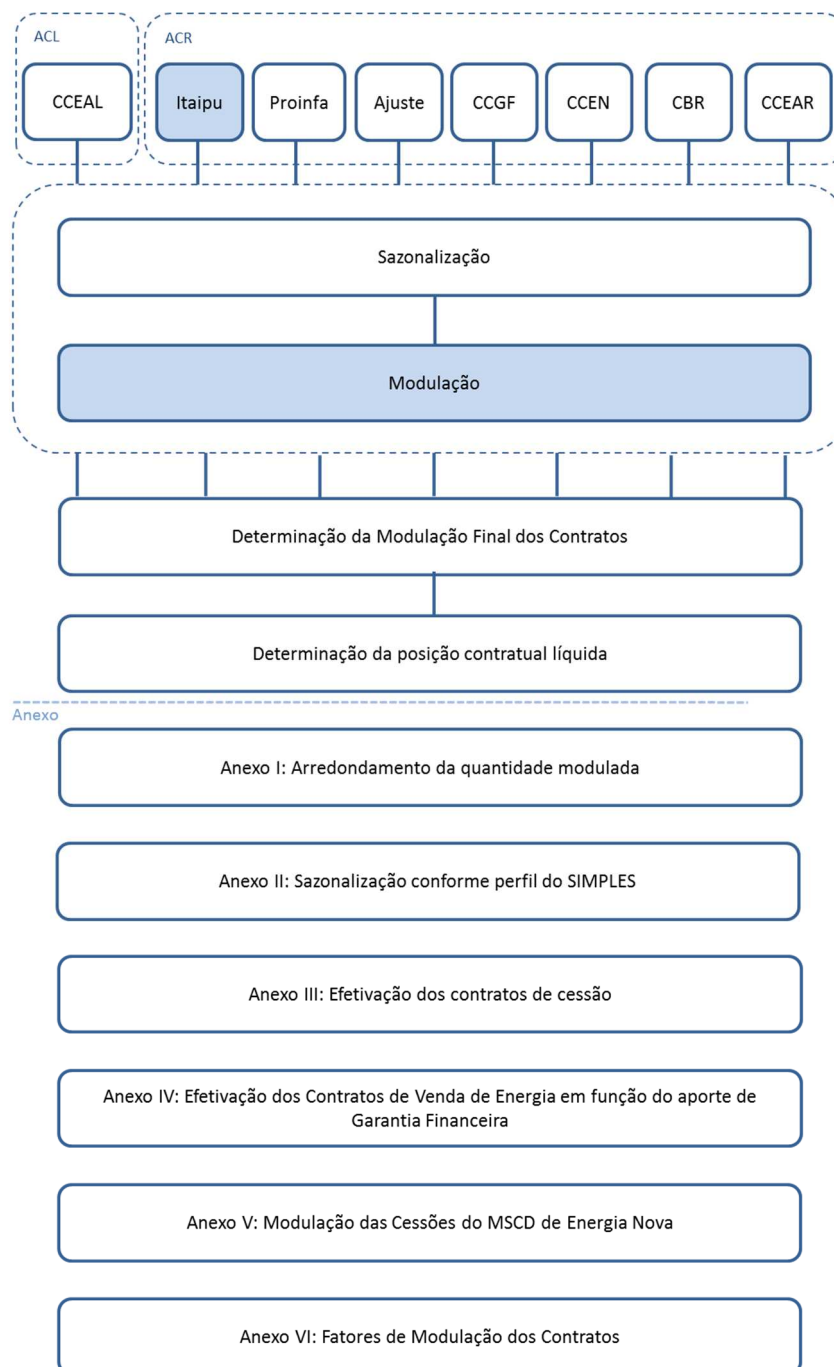 ACL
ACR
CCEAL
Itaipu
Proinfa
Ajuste
CCGF
CCEN
CBR
CCEAR
Sazonalização
Modulação
Determinação da Modulação Final dos Contratos
Determinação da posição contratual líquida
Anexo
Anexo I: Arredondamento da quantidade modulada
Anexo II: Sazonalização conforme perfil do SIMPLES
Anexo III: Efetivação dos contratos de cessão
Anexo IV: Efetivação dos Contratos de Venda de Energia em função do aporte de
Garantia Financeira
Anexo V: Modulação das Cessões do MSCD de Energia Nova
Anexo VI: Fatores de Modulação dos Contratos